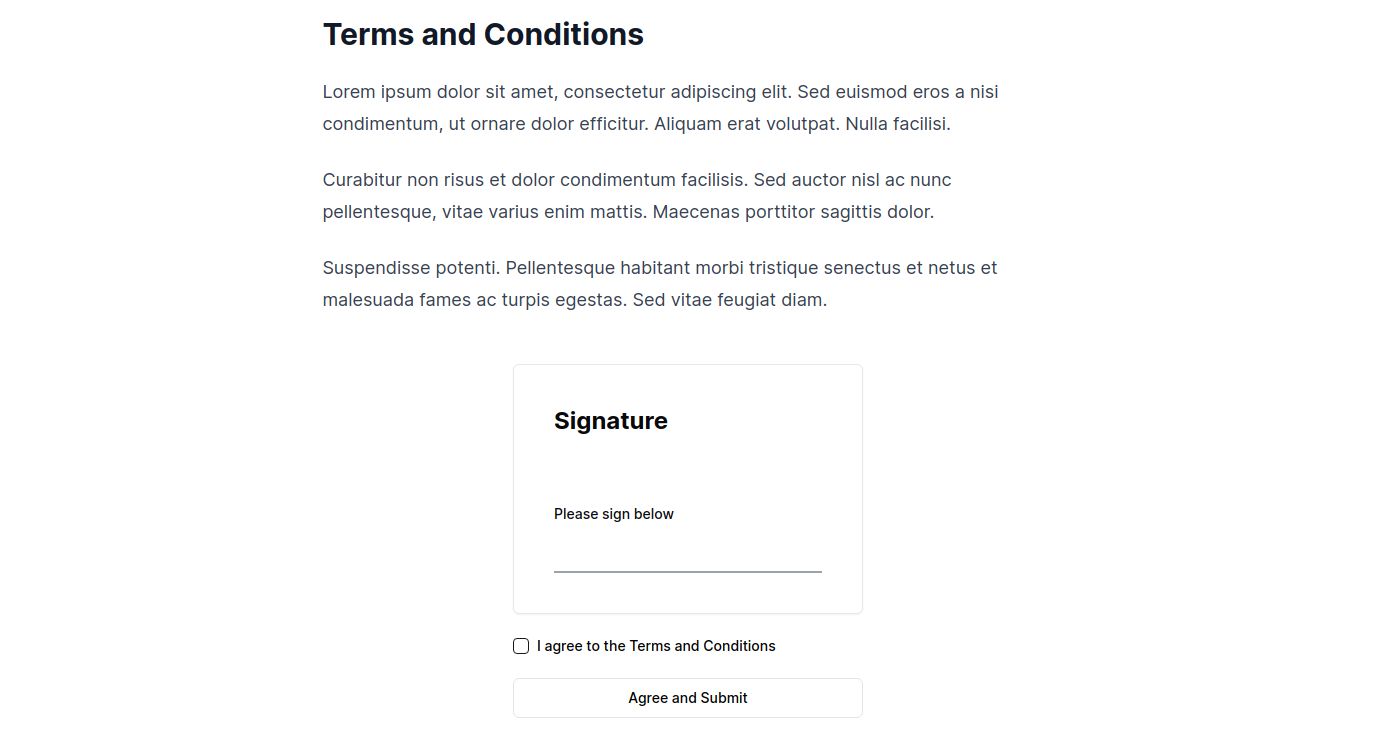 Terms and Conditions
Lorem ipsum dolor sit amet, consectetur adipiscing elit. Sed euismod eros a nisi
condimentum, ut ornare dolor efficitur. Aliquam erat volutpat. Nulla facilisi.
Curabitur non risus et dolor condimentum facilisis. Sed auctor nisl ac nunc
pellentesque, vitae varius enim mattis. Maecenas porttitor sagittis dolor.
Suspendisse potenti. Pellentesque habitant morbi tristique senectus et netus et
malesuada fames ac turpis egestas. Sed vitae feugiat diam.
Signature
Please sign below
I agree to the Terms and Conditions
Agree and Submit